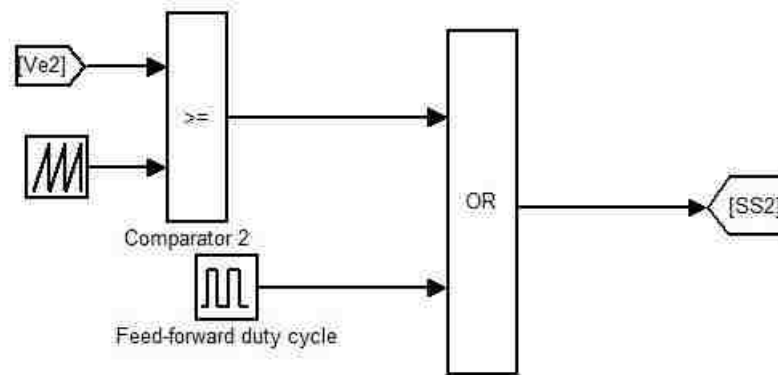 [Ve2]
>=
Comparator 2
OR
[SS2]
Feed-forward duty cycle